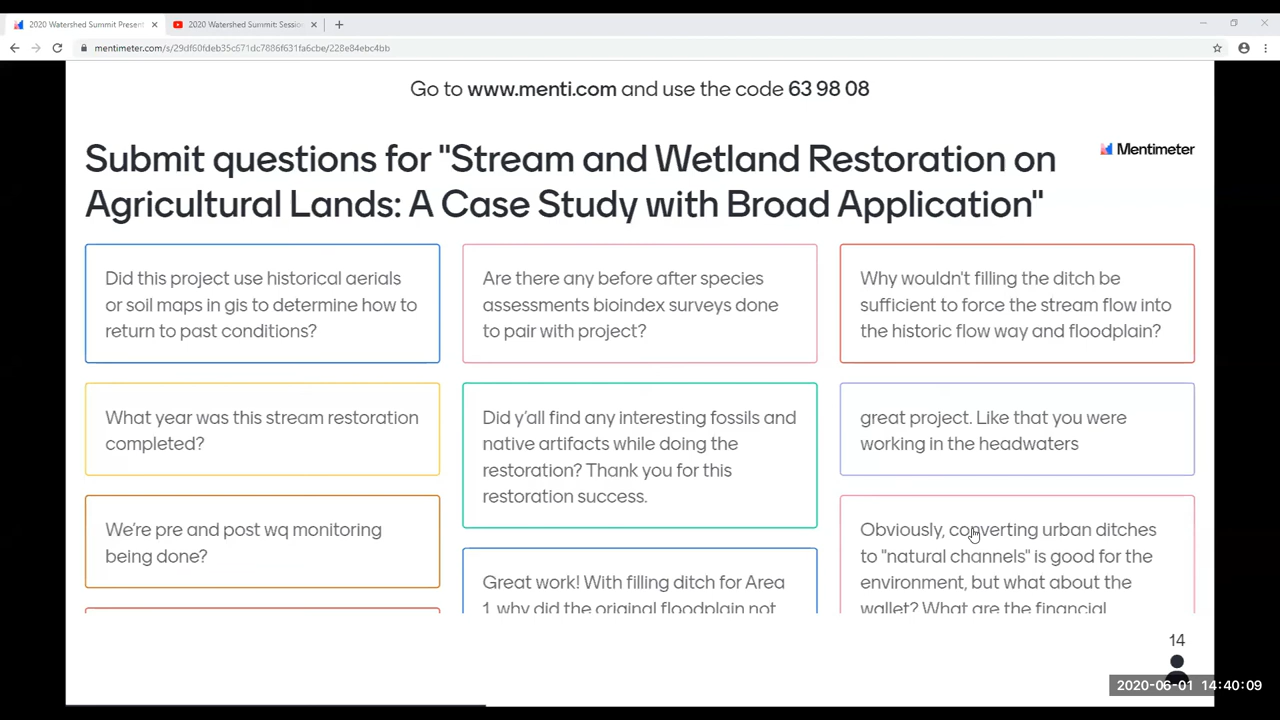 2020 Watershed Summit Present
2020 Watershed Summit: Sessio
mentimeter.com/s/29df60fdeb35c671dc7886f631fa6cbe/228e84ebc4bb
Go to www.menti.com and use the code 63 98 08
Submit questions for "Stream and Wetland Restoration on
Agricultural Lands: A Case Study with Broad Application"
Mentimeter
Did this project use historical aerials
or soil maps in gis to determine how to
return to past conditions?
What year was this stream restoration
completed?
We're pre and post wq monitoring
being done?
Are there any before after species
assessments bioindex surveys done
to pair with project?
Did y'all find any interesting fossils and
native artifacts while doing the
restoration? Thank you for this
restoration success.
Great work! With filling ditch for Area
1 why did the original floodplain not
Why wouldn't filling the ditch be
sufficient to force the stream flow into
the historic flow way and floodplain?
great project. Like that you were
working in the headwaters
Obviously, converting urban ditches
to "natural channels" is good for the
environment, but what about the
wallet? What are the financial
14
2020-06-01 14:40:09